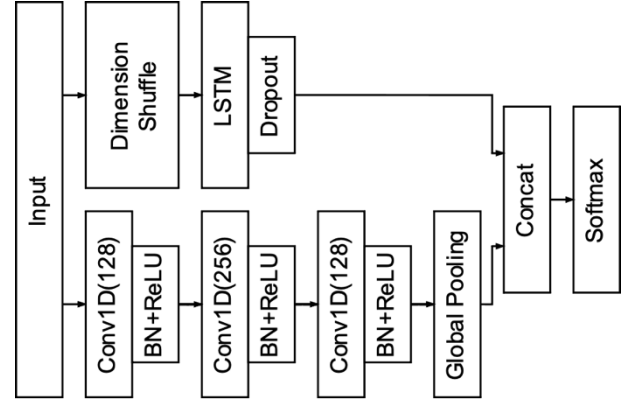 Input
Dimension
Shuffle
LSTM
Dropout
Conv1D(128)
BN+ReLU
Conv1D(256)
BN+ReLU
Conv1D(128)
BN+ReLU
Global Pooling
Concat
Softmax